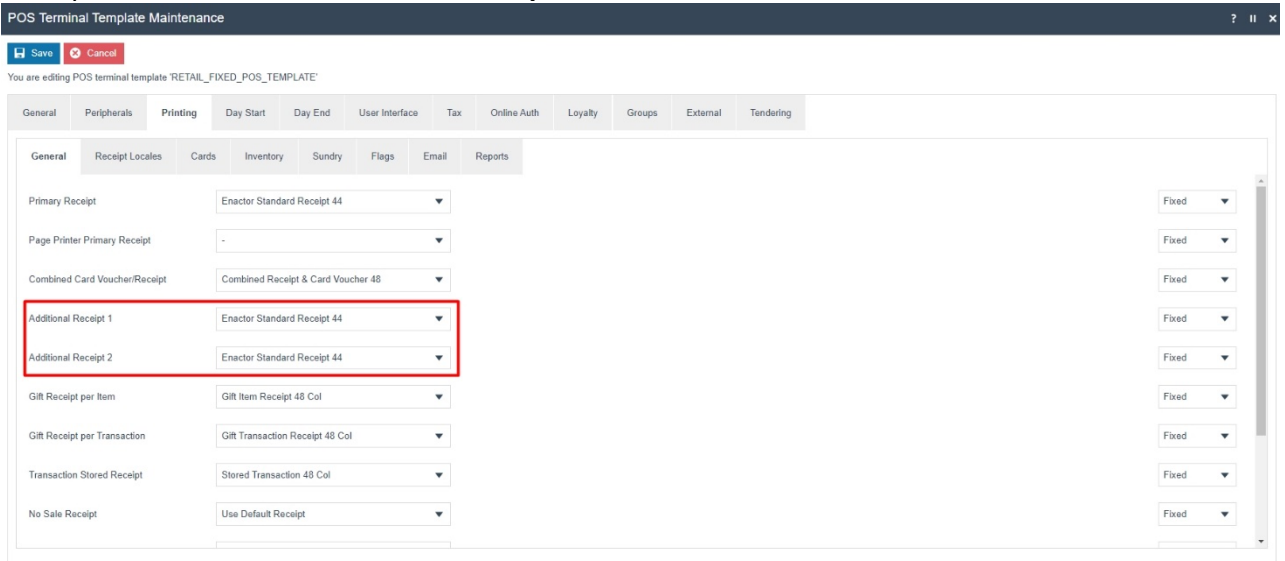 POS Terminal Template Maintenance ? II ×
Save Cancel
You are editing POS terminal template 'RETAIL_FIXED_POS_TEMPLATE'
General Peripherals Printing Day Start Day End User Interface Tax Online Auth Loyalty Groups External Tendering
General Receipt Locales Cards Inventory Sundry Flags Email Reports
Primary Receipt Enactor Standard Receipt 44 Fixed
Page Printer Primary Receipt - Fixed
Combined Card Voucher/Receipt Combined Receipt & Card Voucher 48 Fixed
Additional Receipt 1 Enactor Standard Receipt 44 Fixed
Additional Receipt 2 Enactor Standard Receipt 44 Fixed
Gift Receipt per Item Gift Item Receipt 48 Col Fixed
Gift Receipt per Transaction Gift Transaction Receipt 48 Col Fixed
Transaction Stored Receipt Stored Transaction 48 Col Fixed
No Sale Receipt Use Default Receipt Fixed